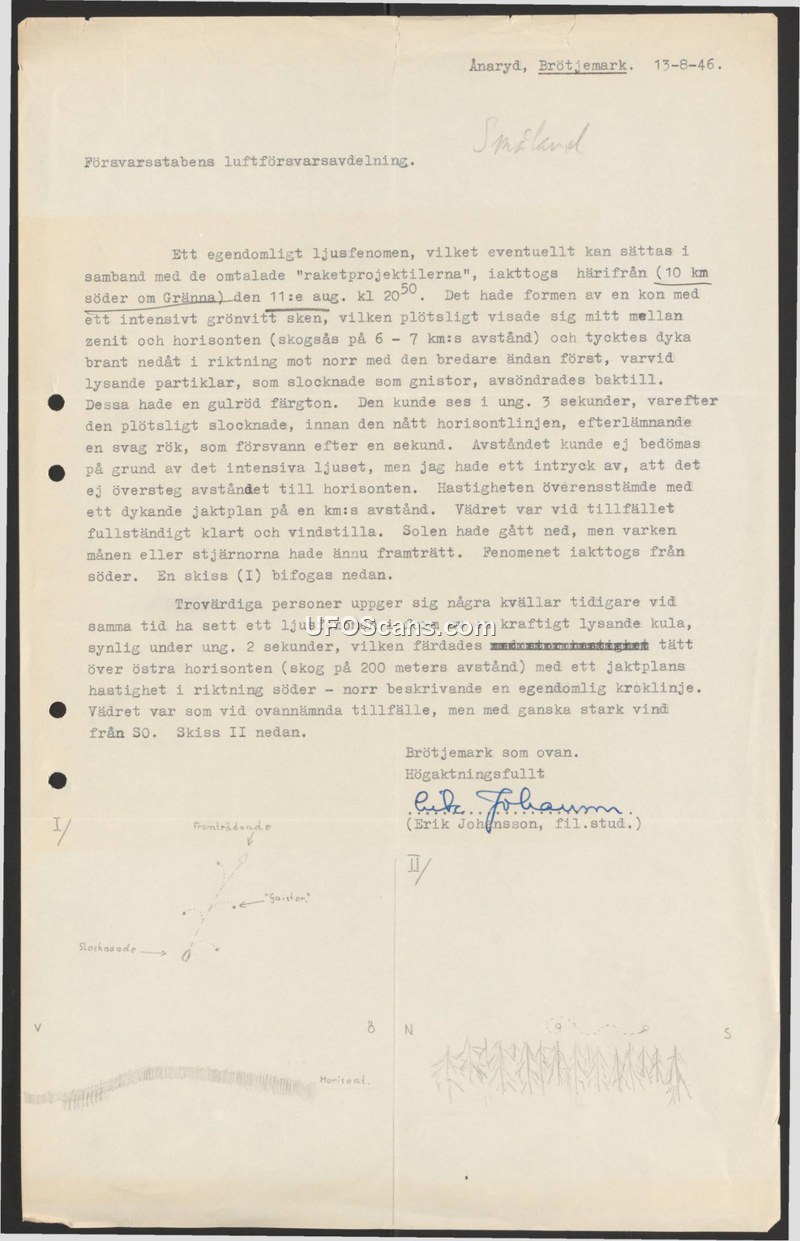 Ånaryd, Brötjemark. 13-8-46.
Småland
Försvarsstabens luftförsvarsavdelning.
Ett egendomligt ljusfenomen, vilket eventuellt kan sättas i
samband med de omtalade "raketprojektilerna", iakttogs härifrån (10 km
söder om Gränna) den 11:e aug. kl 20⁵⁰. Det hade formen av en kon med
ett intensivt grönvitt sken, vilken plötsligt visade sig mitt mellan
zenit och horisonten (skogsås på 6 - 7 km:s avstånd) och tycktes dyka
brant nedåt i riktning mot norr med den bredare ändan först, varvid
lysande partiklar, som slocknade som gnistor, avsöndrades baktill.
Dessa hade en gulröd färgton. Den kunde ses i ung. 3 sekunder, varefter
den plötsligt slocknade, innan den nått horisontlinjen, efterlämnande
en svag rök, som försvann efter en sekund. Avståndet kunde ej bedömas
på grund av det intensiva ljuset, men jag hade ett intryck av, att det
ej översteg avståndet till horisonten. Hastigheten överensstämde med
ett dykande jaktplan på en km:s avstånd. Vädret var vid tillfället
fullständigt klart och vindstilla. Solen hade gått ned, men varken
månen eller stjärnorna hade ännu framträtt. Fenomenet iakttogs från
söder. En skiss (I) bifogas nedan.
Trovärdiga personer uppger sig några kvällar tidigare vid
samma tid ha sett ett kraftigt lysande kula,
UFOScans.com
synlig under ung. 2 sekunder, vilken färdades tätt
över östra horisonten (skog på 200 meters avstånd) med ett jaktplans
hastighet i riktning söder - norr beskrivande en egendomlig kroklinje.
Vädret var som vid ovannämnda tillfälle, men med ganska stark vind
från SO. Skiss II nedan.
Brötjemark som ovan.
Högaktningsfullt
Erik Johansson
(Erik Johansson, fil.stud.)
I/
Framträdande
"Gnistor"
Slocknande
V
Ö
Horisont.
II/
N
S